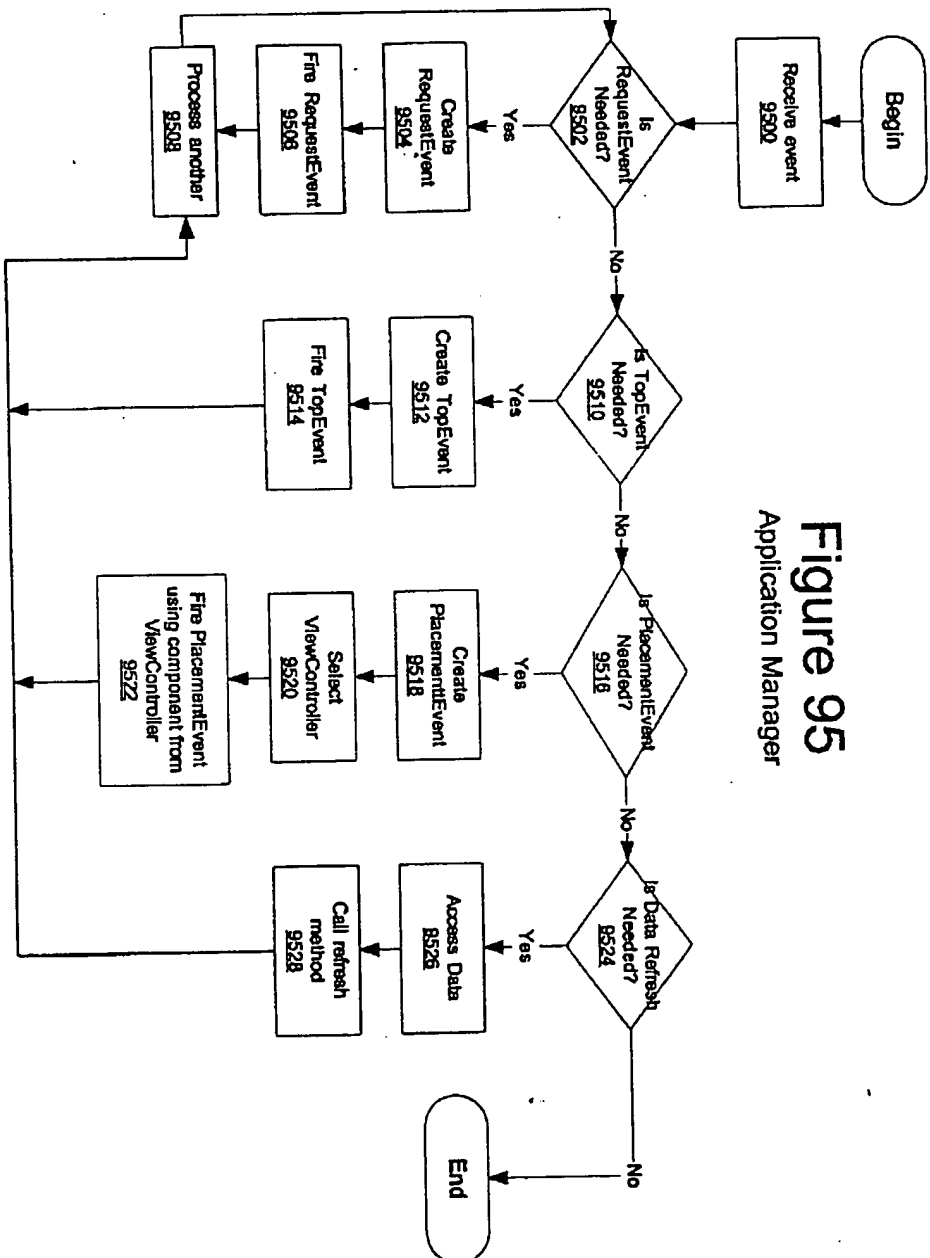 Figure 95
Application Manager
Begin
Receive event
9500
Is
RequestEvent
Needed?
9502
Yes
Create
RequestEvent
9504
Fire RequestEvent
9506
Process another
9508
No
Is TopEvent
Needed?
9510
Yes
Create TopEvent
9512
Fire TopEvent
9514
No
Is PlacementEvent
Needed?
9516
Yes
Create
PlacementEvent
9518
Select
ViewController
9520
Fire PlacementEvent
using component from
ViewController
9522
No
Is Data Refresh
Needed?
9524
Yes
Access Data
9526
Call refresh
method
9528
No
End